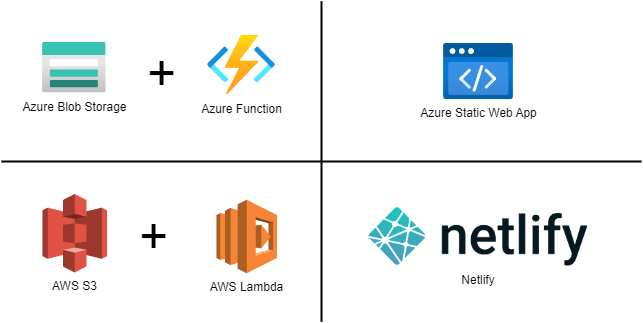 Azure Blob Storage
Azure Function
Azure Static Web App
AWS S3
AWS Lambda
netlify
Netlify